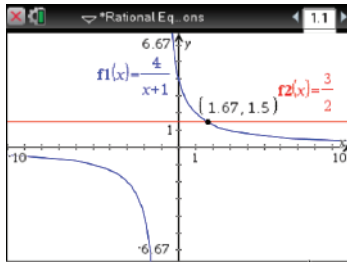 *Rational Eq...ons
1.1
6.67
y
f1(x)=4/(x+1)
f2(x)=3/2
(1.67, 1.5)
1
x
-10
1
10
-6.67